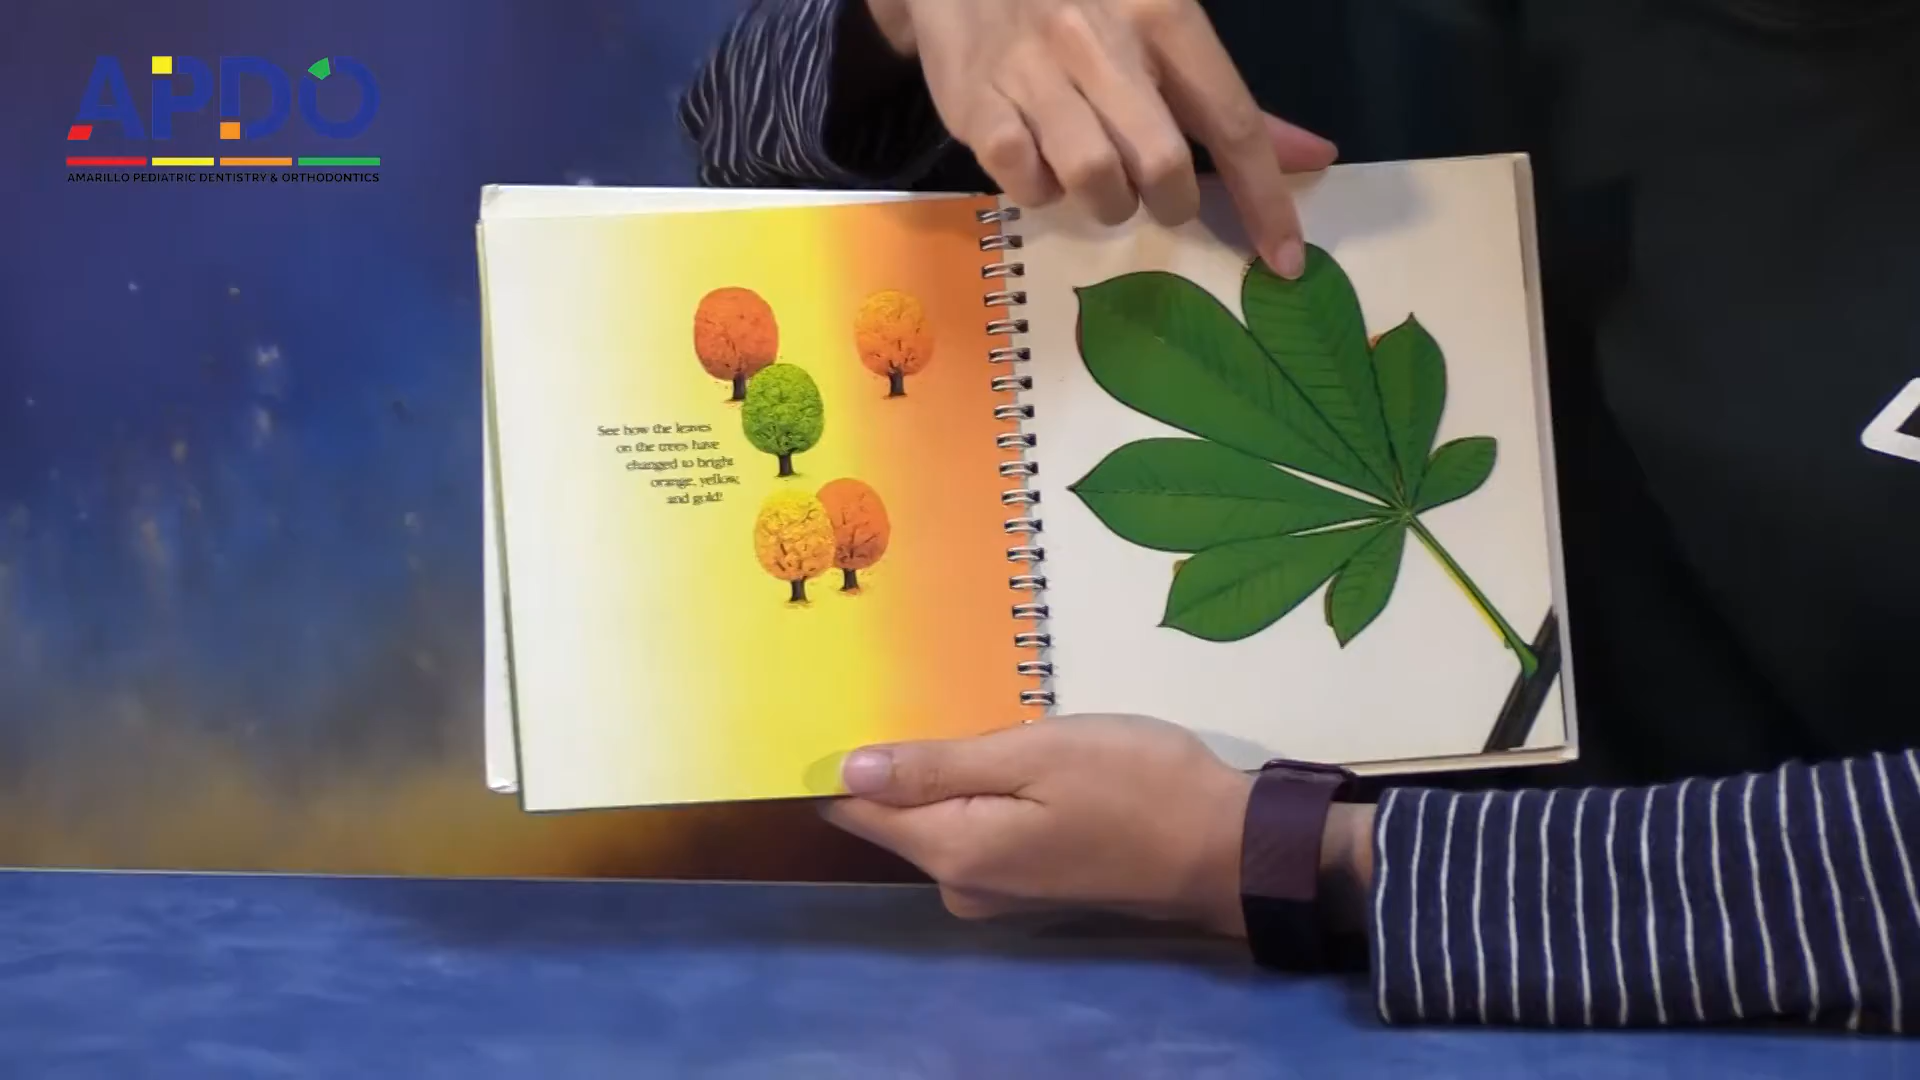 APDO
AMARILLO PEDIATRIC DENTISTRY & ORTHODONTICS
See how the leaves
on the trees have
changed to bright
orange, yellow,
and gold!